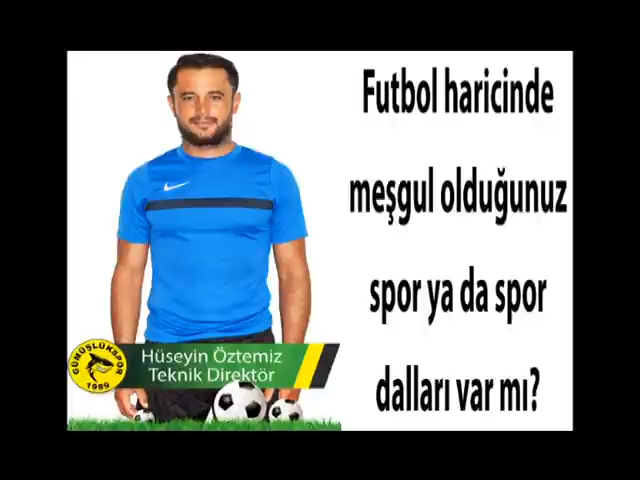 Futbol haricinde
meşgul olduğunuz
spor ya da spor
dalları var mı?
Hüseyin Öztemiz
Teknik Direktör
GÜMÜŞLÜKSPOR
1989